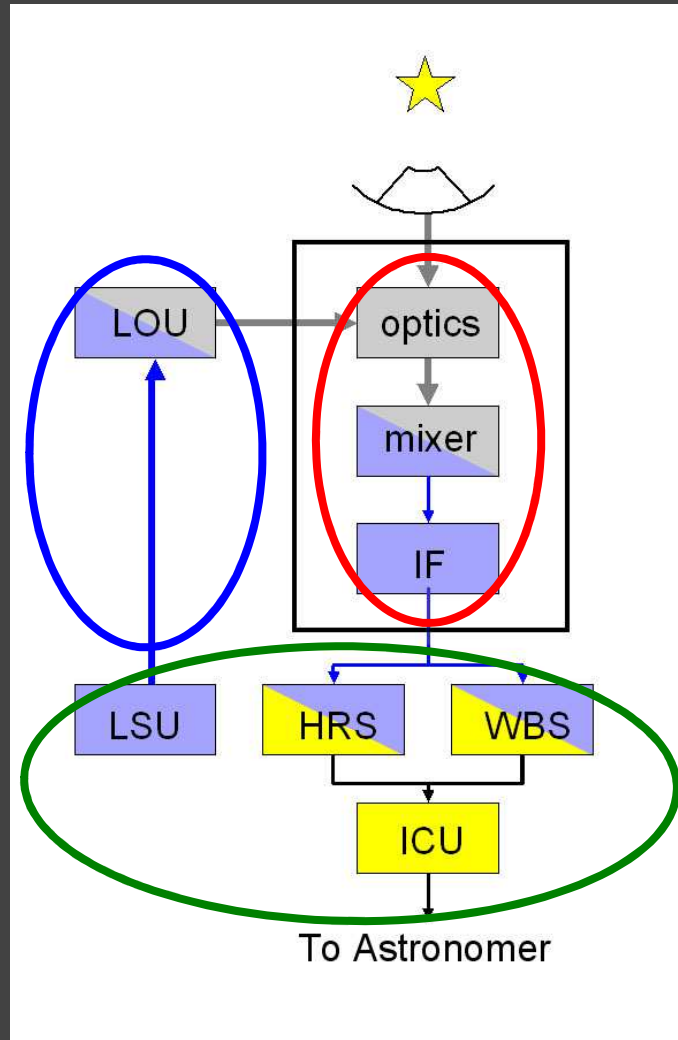 LOU
optics
mixer
IF
LSU
HRS
WBS
ICU
To Astronomer